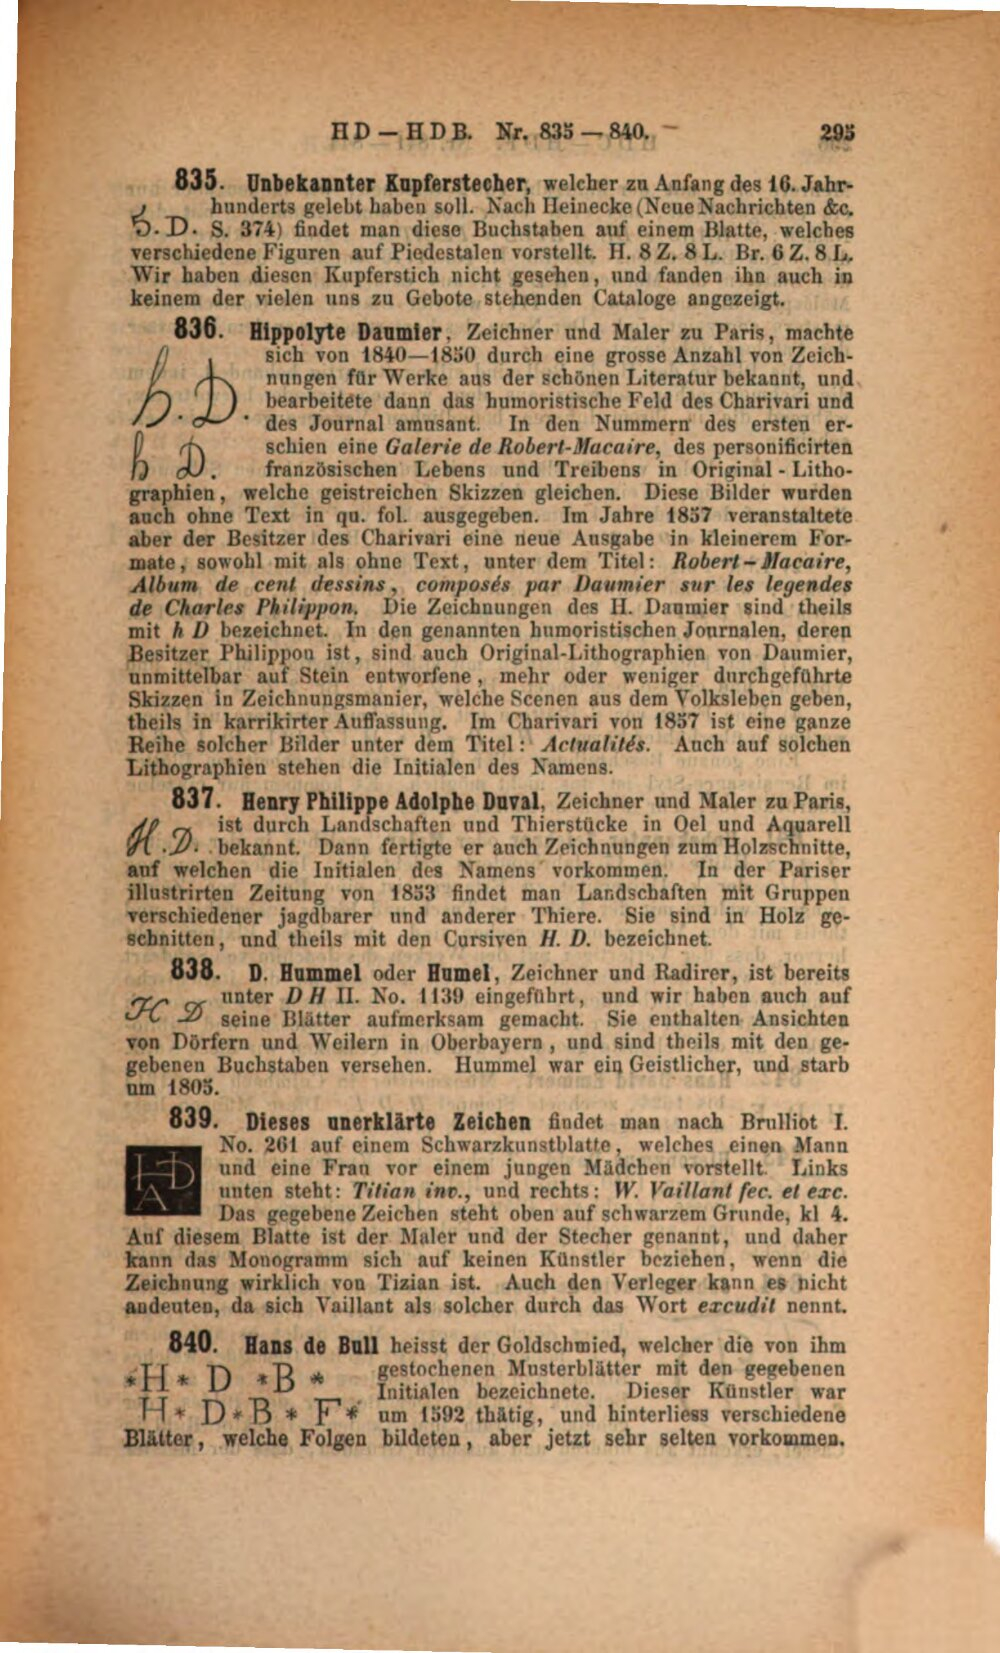 HD — HDB. Nr. 835 — 840. 295
835. Unbekannter Kupferstecher, welcher zu Anfang des 16. Jahr-
hunderts gelebt haben soll. Nach Heinecke (Neue Nachrichten &c.
h. D. S. 374) findet man diese Buchstaben auf einem Blatte, welches
verschiedene Figuren auf Piedestalen vorstellt. H. 8 Z. 8 L. Br. 6 Z. 8 L.
Wir haben diesen Kupferstich nicht gesehen, und fanden ihn auch in
keinem der vielen uns zu Gebote stehenden Cataloge angezeigt.
836. Hippolyte Daumier, Zeichner und Maler zu Paris, machte
sich von 1840—1850 durch eine grosse Anzahl von Zeich-
h. D. nungen für Werke aus der schönen Literatur bekannt, und
bearbeitete dann das humoristische Feld des Charivari und
des Journal amusant. In den Nummern des ersten er-
h D. schien eine Galerie de Robert-Macaire, des personificirten
französischen Lebens und Treibens in Original-Litho-
graphien, welche geistreichen Skizzen gleichen. Diese Bilder wurden
auch ohne Text in qu. fol. ausgegeben. Im Jahre 1857 veranstaltete
aber der Besitzer des Charivari eine neue Ausgabe in kleinerem For-
mate, sowohl mit als ohne Text, unter dem Titel: Robert-Macaire,
Album de cent dessins, composés par Daumier sur les legendes
de Charles Philippon. Die Zeichnungen des H. Daumier sind theils
mit h D bezeichnet. In den genannten humoristischen Journalen, deren
Besitzer Philippon ist, sind auch Original-Lithographien von Daumier,
unmittelbar auf Stein entworfene, mehr oder weniger durchgeführte
Skizzen in Zeichnungsmanier, welche Scenen aus dem Volksleben geben,
theils in karrikirter Auffassung. Im Charivari von 1857 ist eine ganze
Reihe solcher Bilder unter dem Titel: Actualités. Auch auf solchen
Lithographien stehen die Initialen des Namens.
837. Henry Philippe Adolphe Duval, Zeichner und Maler zu Paris,
ist durch Landschaften und Thierstücke in Oel und Aquarell
H. D. bekannt. Dann fertigte er auch Zeichnungen zum Holzschnitte,
auf welchen die Initialen des Namens vorkommen. In der Pariser
illustrirten Zeitung von 1853 findet man Landschaften mit Gruppen
verschiedener jagdbarer und anderer Thiere. Sie sind in Holz ge-
schnitten, und theils mit den Cursiven H. D. bezeichnet.
838. D. Hummel oder Humel, Zeichner und Radirer, ist bereits
unter D H II. No. 1139 eingeführt, und wir haben auch auf
H D seine Blätter aufmerksam gemacht. Sie enthalten Ansichten
von Dörfern und Weilern in Oberbayern, und sind theils mit den ge-
gebenen Buchstaben versehen. Hummel war ein Geistlicher, und starb
um 1805.
839. Dieses unerklärte Zeichen findet man nach Brulliot I.
No. 261 auf einem Schwarzkunstblatte, welches einen Mann
HD und eine Frau vor einem jungen Mädchen vorstellt. Links
A unten steht: Titian inv., und rechts: W. Vaillant fec. et exc.
Das gegebene Zeichen steht oben auf schwarzem Grunde, kl 4.
Auf diesem Blatte ist der Maler und der Stecher genannt, und daher
kann das Monogramm sich auf keinen Künstler beziehen, wenn die
Zeichnung wirklich von Tizian ist. Auch den Verleger kann es nicht
andeuten, da sich Vaillant als solcher durch das Wort excudit nennt.
840. Hans de Bull heisst der Goldschmied, welcher die von ihm
*H* D *B * gestochenen Musterblätter mit den gegebenen
Initialen bezeichnete. Dieser Künstler war
H* D*B * F* um 1592 thätig, und hinterliess verschiedene
Blätter, welche Folgen bildeten, aber jetzt sehr selten vorkommen.